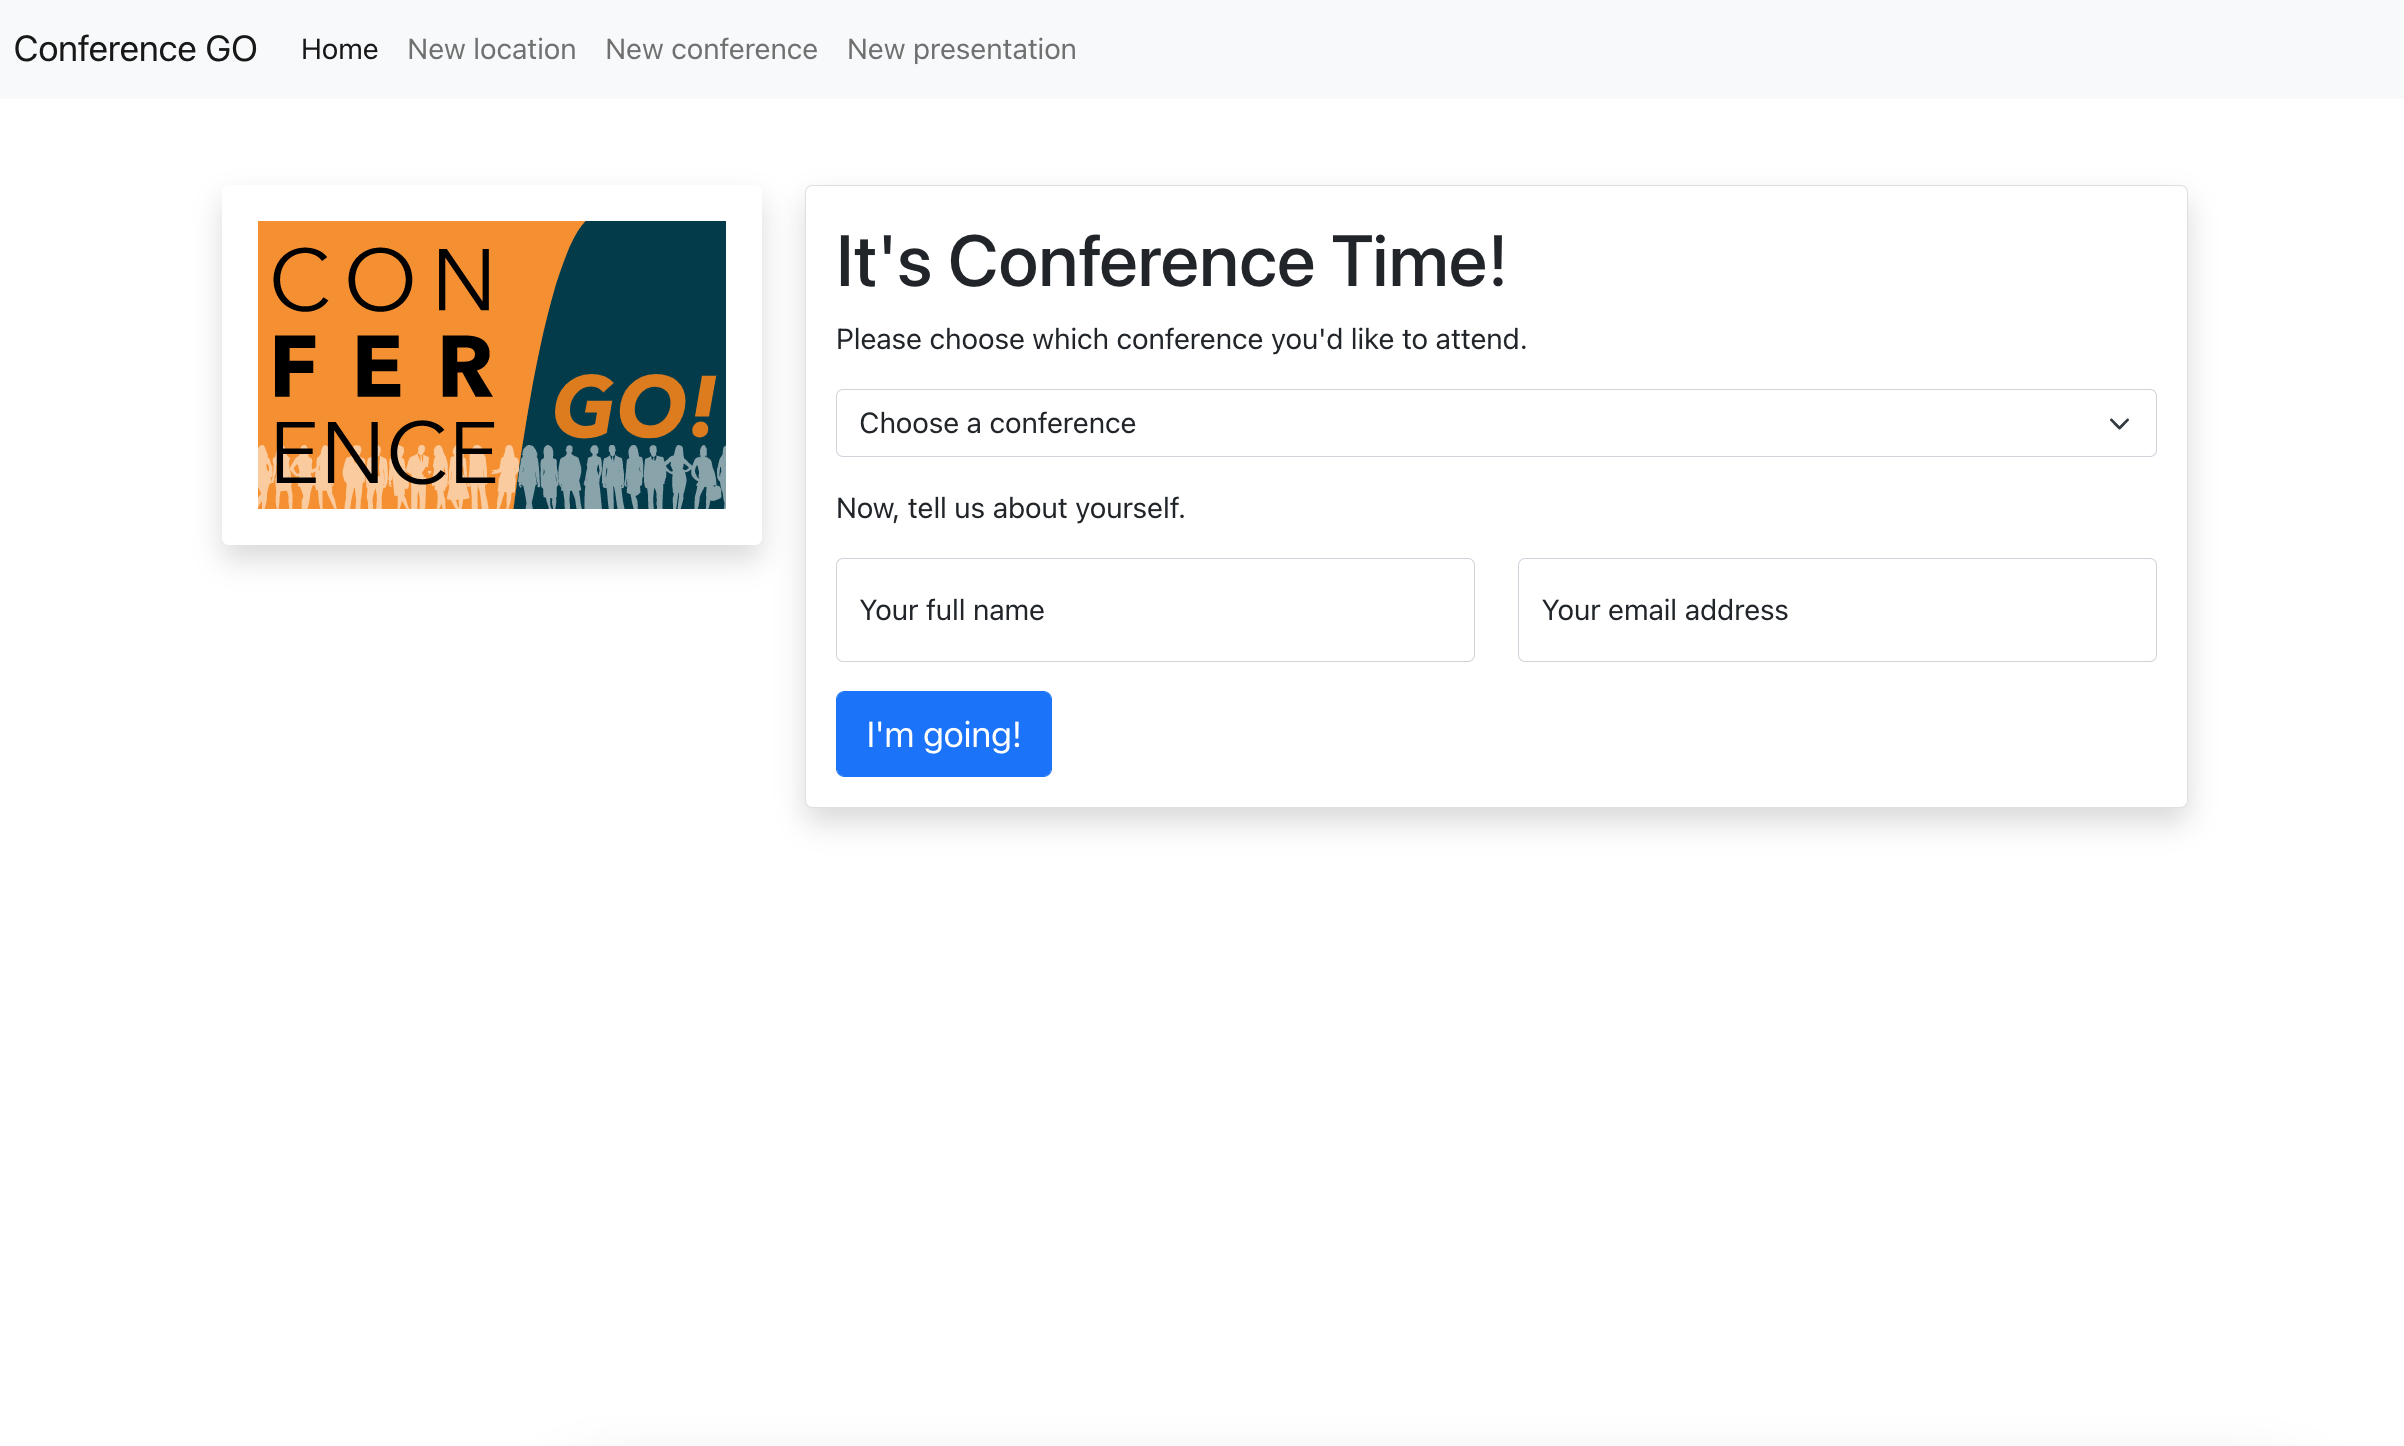 Conference GO
Home
New location
New conference
New presentation
CON
FER
ENCE
GO!
It's Conference Time!
Please choose which conference you'd like to attend.
Choose a conference
Now, tell us about yourself.
Your full name
Your email address
I'm going!